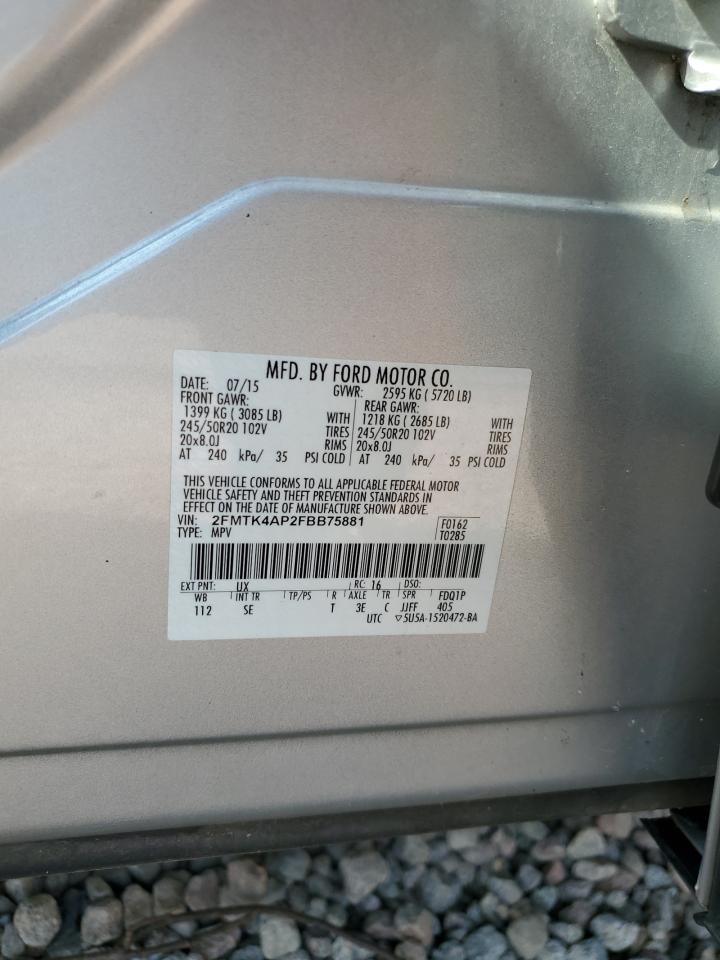 MFD. BY FORD MOTOR CO.
DATE: 07/15 GVWR: 2595 KG ( 5720 LB)
FRONT GAWR: REAR GAWR:
1399 KG ( 3085 LB) WITH 1218 KG ( 2685 LB) WITH
245/50R20 102V TIRES 245/50R20 102V TIRES
20x8.0J RIMS 20x8.0J RIMS
AT 240 kPa/ 35 PSI COLD AT 240 kPa/ 35 PSI COLD
THIS VEHICLE CONFORMS TO ALL APPLICABLE FEDERAL MOTOR
VEHICLE SAFETY AND THEFT PREVENTION STANDARDS IN
EFFECT ON THE DATE OF MANUFACTURE SHOWN ABOVE.
VIN: 2FMTK4AP2FBB75881 F0162
TYPE: MPV T0285
EXT PNT: UX RC: 16 DSO:
WB INT TR TP/PS R AXLE TR SPR FDQ1P
112 SE T 3E C JJFF 405
UTC ▽5U5A-1520472-BA